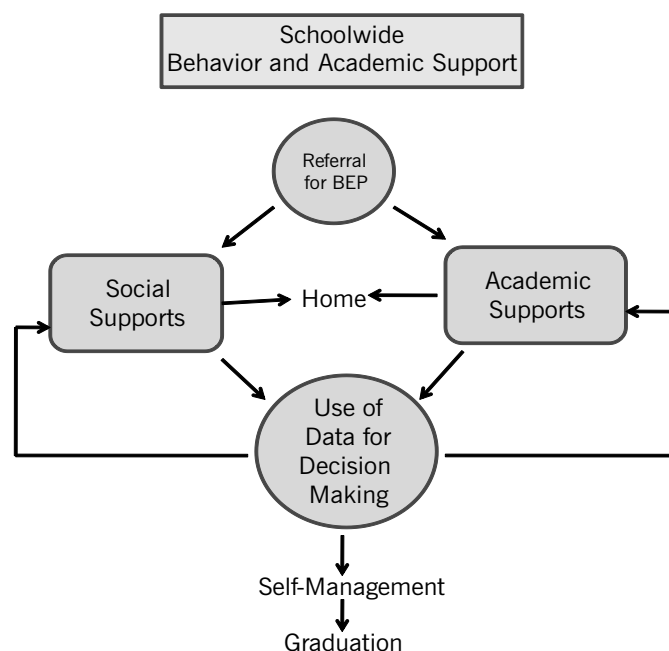 Schoolwide
Behavior and Academic Support
Referral
for BEP
Social
Supports
Home
Academic
Supports
Use of
Data for
Decision
Making
Self-Management
Graduation